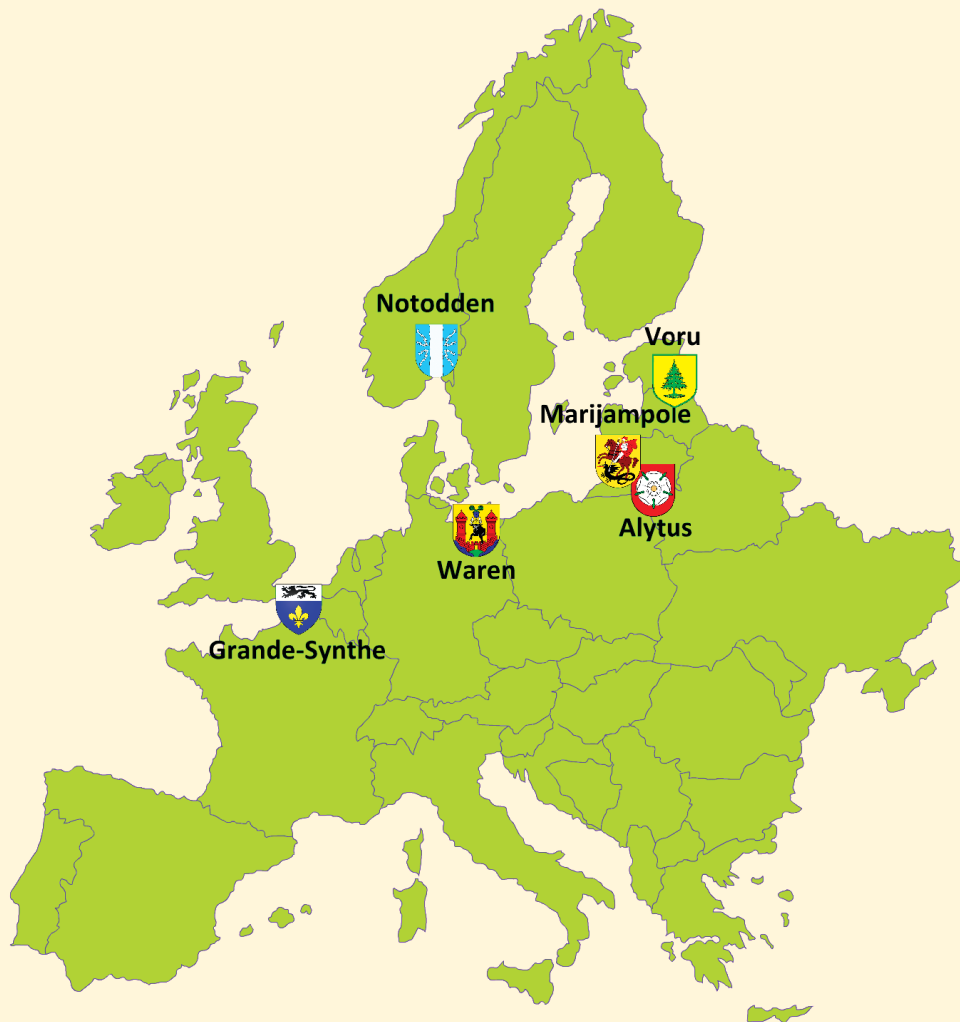 Notodden
Voru
Marijampole
Alytus
Waren
Grande-Synthe